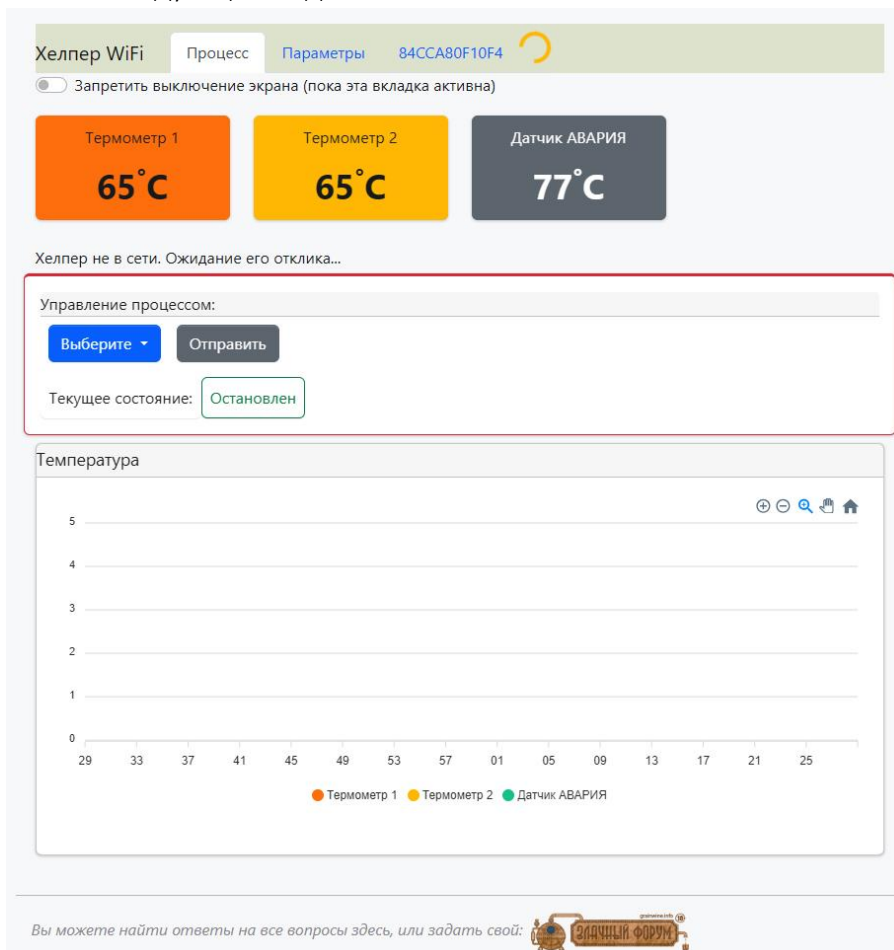 Хелпер WiFi Процесс Параметры 84CCA80F10F4
Запретить выключение экрана (пока эта вкладка активна)
Термометр 1 Термометр 2 Датчик АВАРИЯ
65°C 65°C 77°C
Хелпер не в сети. Ожидание его отклика...
Управление процессом:
Выберите Отправить
Текущее состояние: Остановлен
Температура
5
4
3
2
1
0
29 33 37 41 45 49 53 57 01 05 09 13 17 21 25
Термометр 1 Термометр 2 Датчик АВАРИЯ
Вы можете найти ответы на все вопросы здесь, или задать свой: ЗЛАЧНЫЙ ФОРУМ